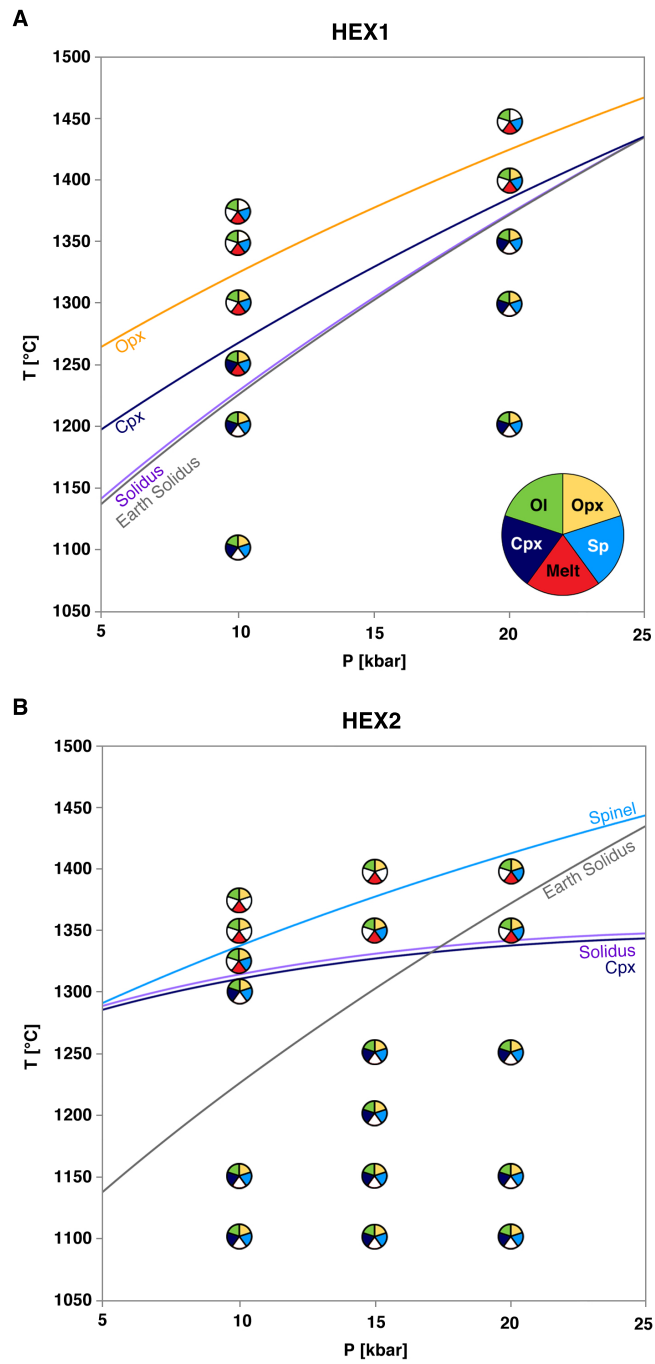 A
HEX1
1500
1450
1400
1350
1300
1250
1200
1150
1100
1050
T [°C]
Opx
Cpx
Solidus
Earth Solidus
Ol
Opx
Cpx
Sp
Melt
5
10
15
20
25
P [kbar]
B
HEX2
1500
1450
1400
1350
1300
1250
1200
1150
1100
1050
T [°C]
Spinel
Earth Solidus
Solidus
Cpx
5
10
15
20
25
P [kbar]